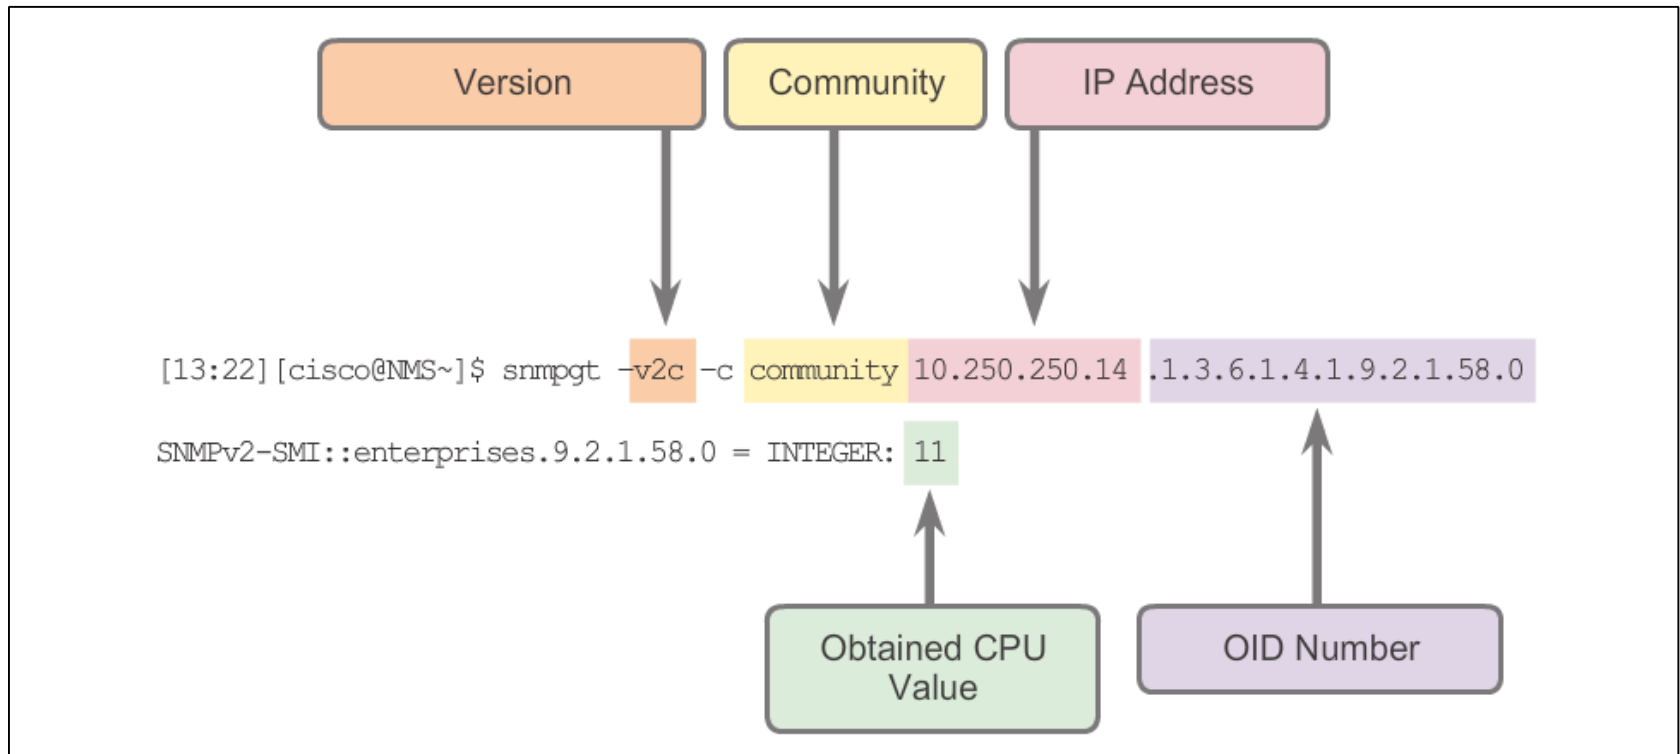 Version
Community
IP Address
[13:22][cisco@NMS~]$ snmpgt -v2c -c community 10.250.250.14 .1.3.6.1.4.1.9.2.1.58.0
SNMPv2-SMI::enterprises.9.2.1.58.0 = INTEGER: 11
Obtained CPU
Value
OID Number